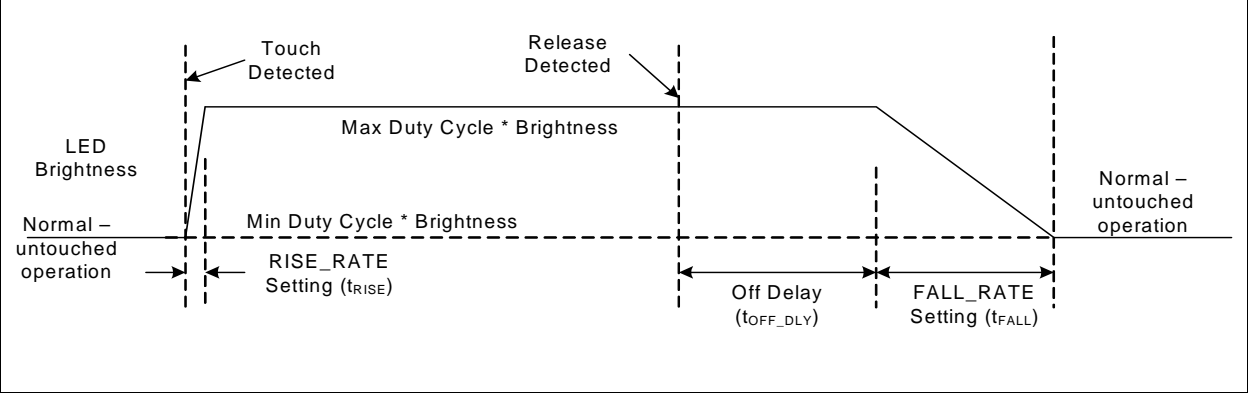 Touch
Detected
Release
Detected
Max Duty Cycle * Brightness
LED
Brightness
Normal –
untouched
operation
Min Duty Cycle * Brightness
RISE_RATE
Setting (tRISE)
Off Delay
(tOFF_DLY)
FALL_RATE
Setting (tFALL)
Normal –
untouched
operation